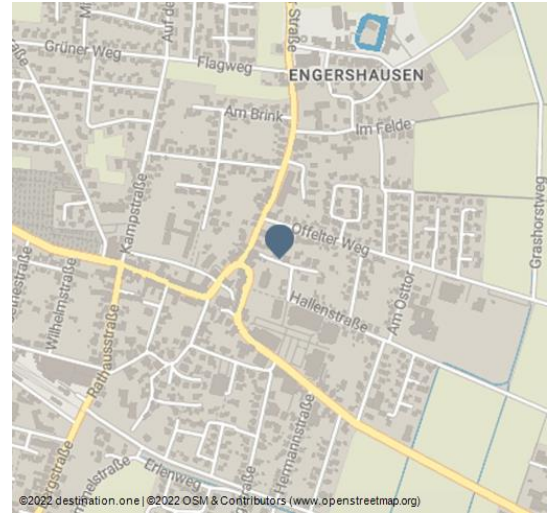 Grüner Weg
Flagweg
Straße
ENGERSHAUSEN
Am Brink
Im Felde
Grashorstweg
Kampstraße
Offelter Weg
Hallenstraße
Am Osttor
Wilhelmstraße
Rathausstraße
Hermannstraße
Erlenweg
©2022 destination.one | ©2022 OSM & Contributors (www.openstreetmap.org)